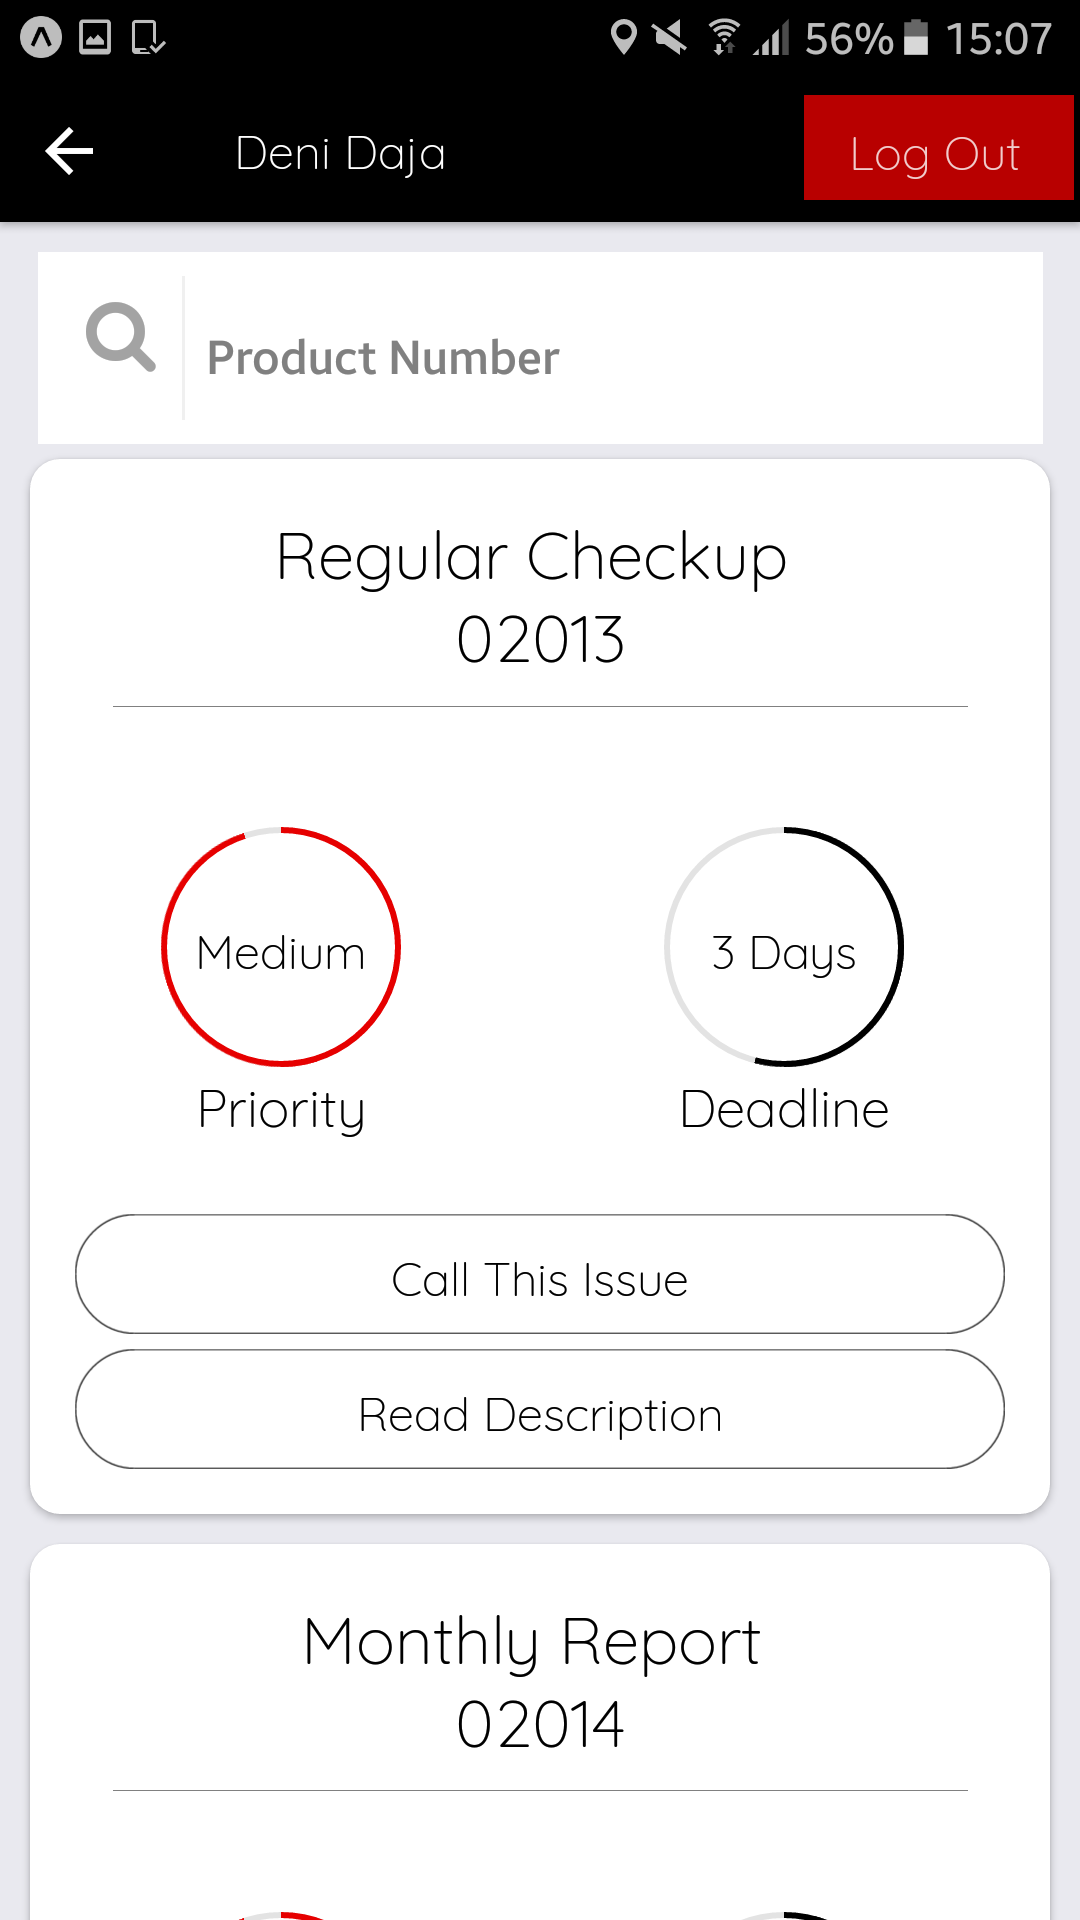 56% 15:07
Deni Daja
Log Out
Product Number
Regular Checkup
02013
Medium
3 Days
Priority
Deadline
Call This Issue
Read Description
Monthly Report
02014